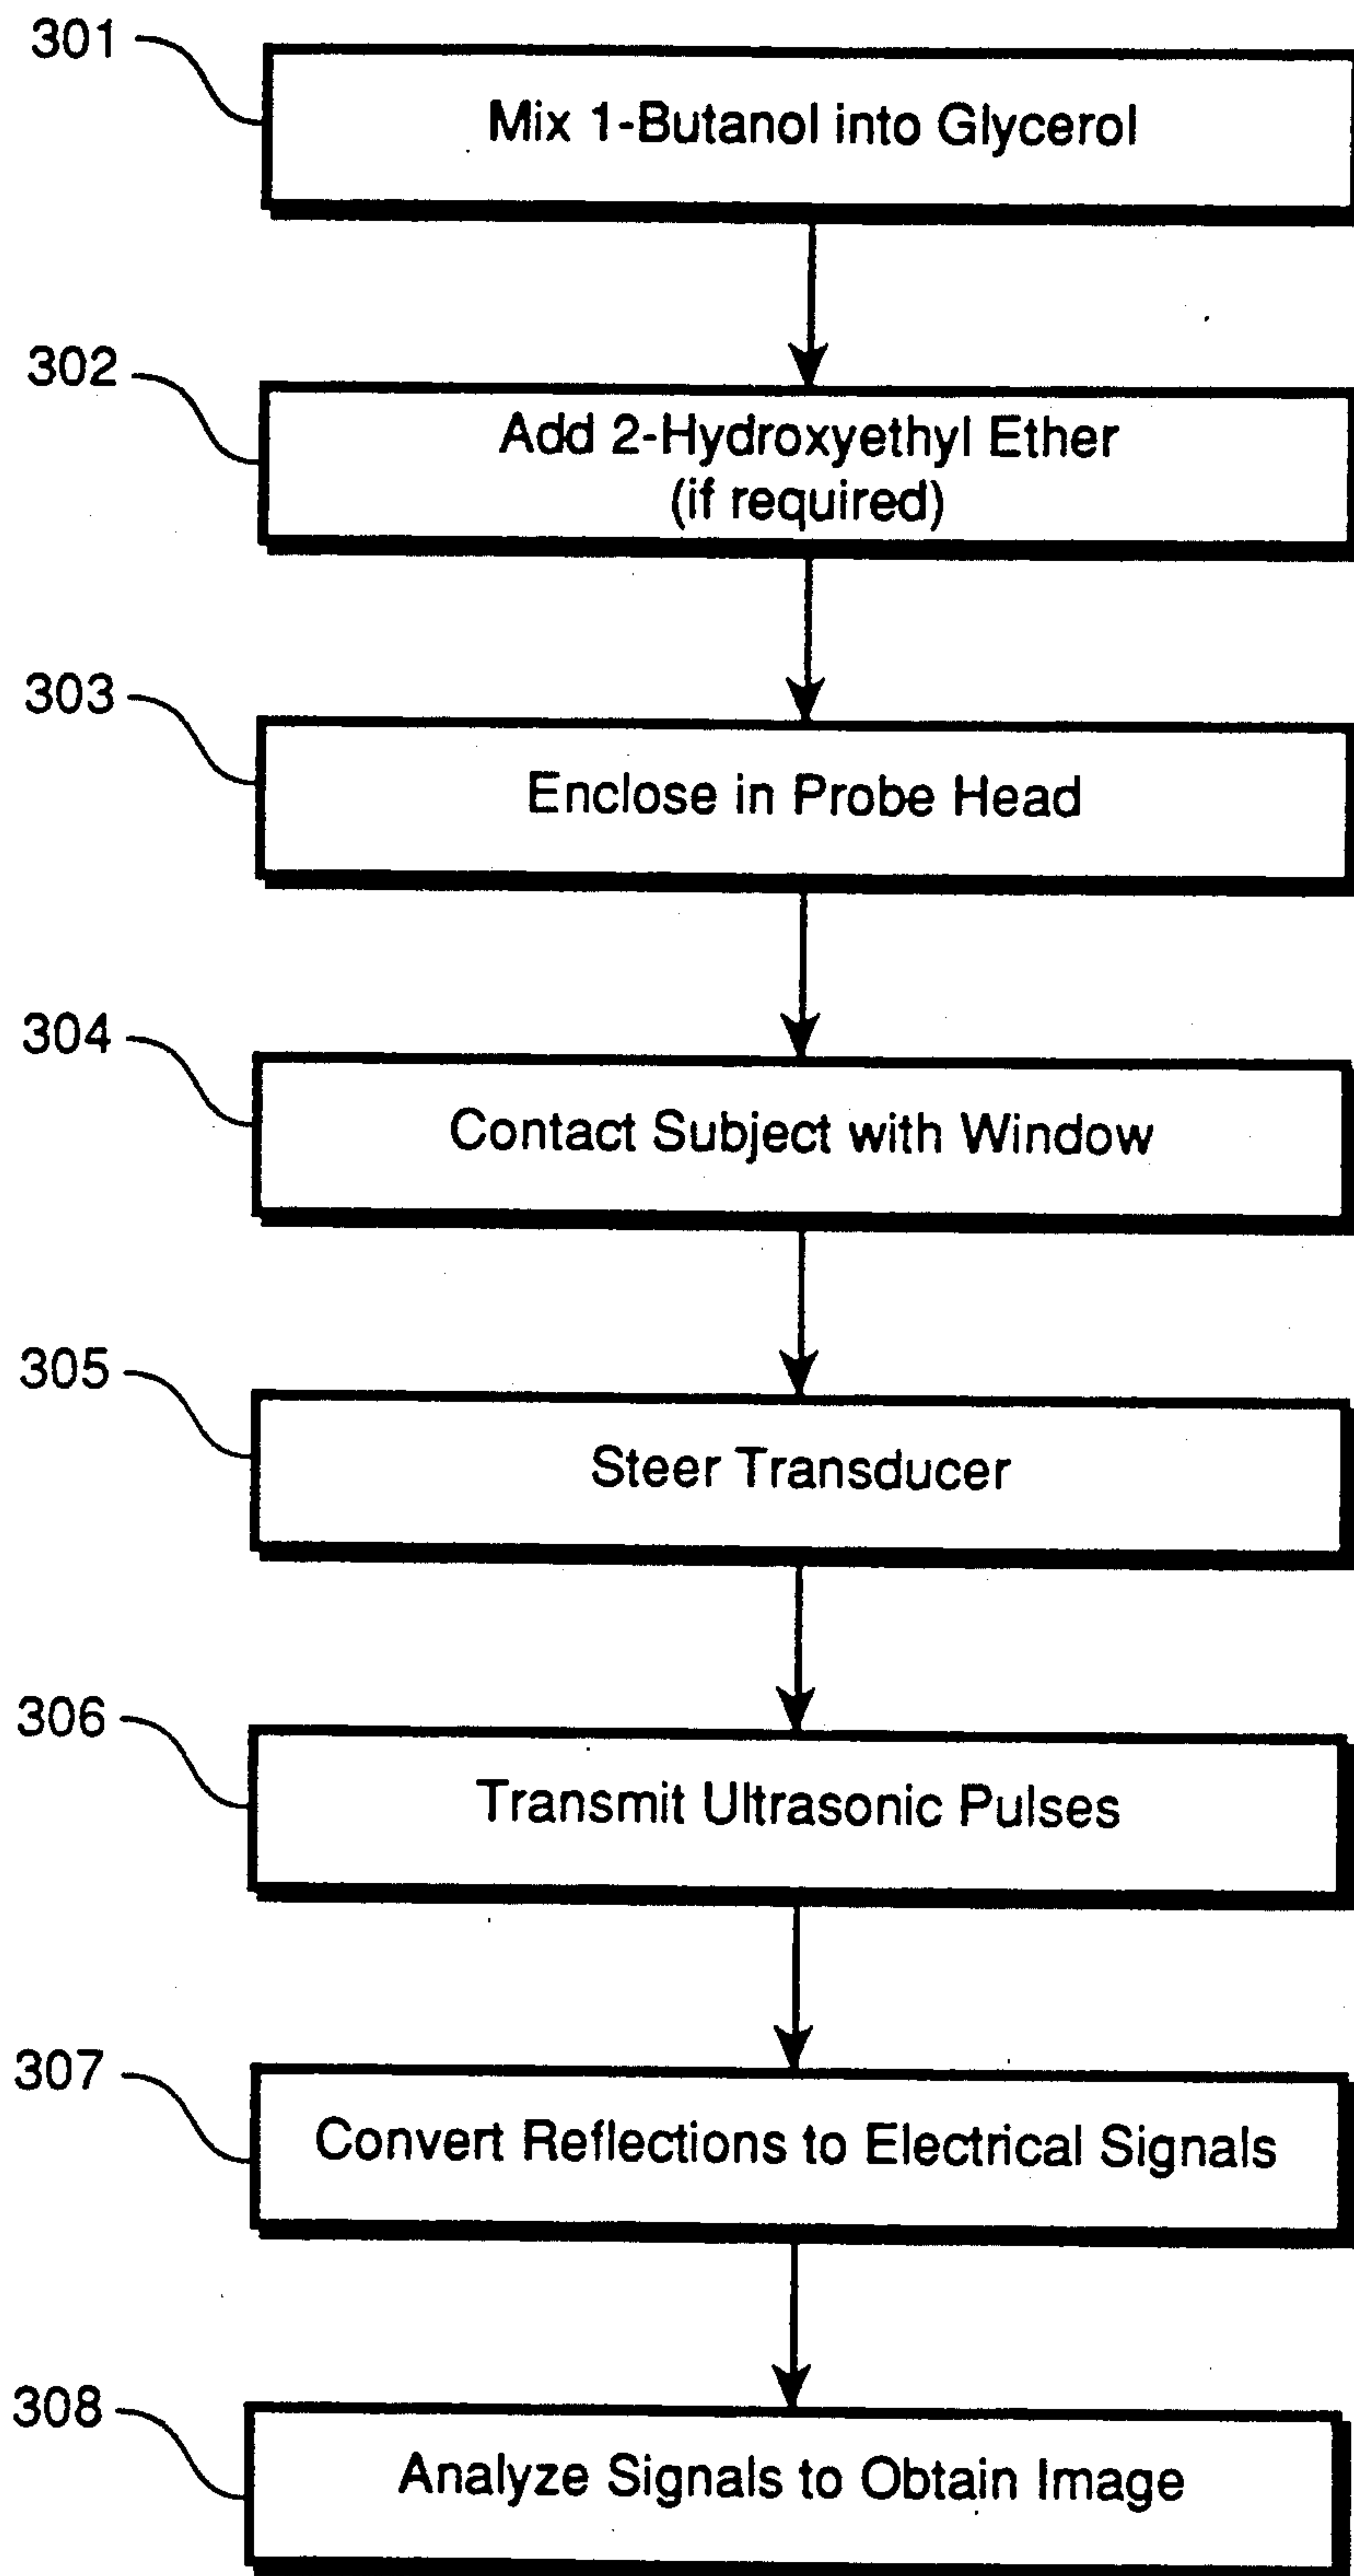 301
Mix 1-Butanol into Glycerol
302
Add 2-Hydroxyethyl Ether
(if required)
303
Enclose in Probe Head
304
Contact Subject with Window
305
Steer Transducer
306
Transmit Ultrasonic Pulses
307
Convert Reflections to Electrical Signals
308
Analyze Signals to Obtain Image